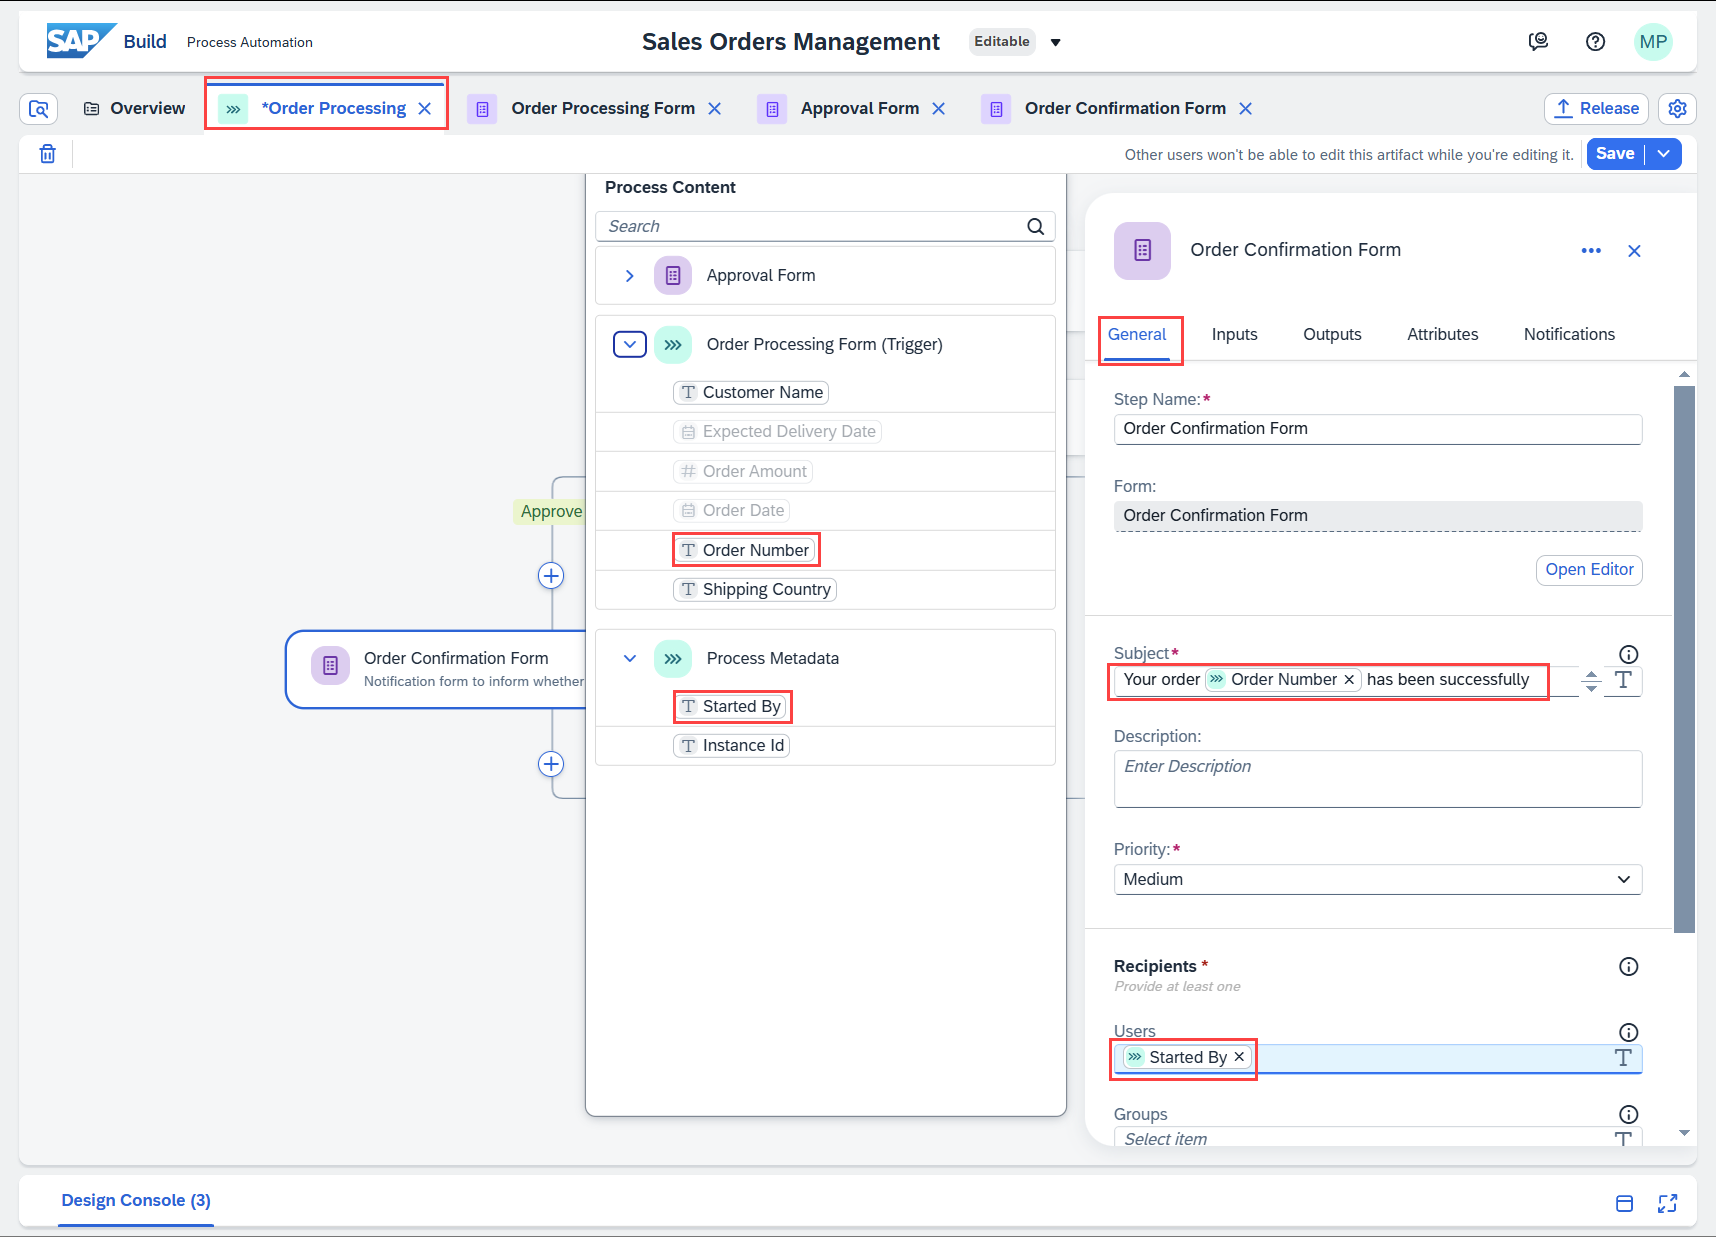 SAP Build Process Automation
Sales Orders Management Editable
MP
Overview
*Order Processing
Order Processing Form
Approval Form
Order Confirmation Form
Release
Other users won't be able to edit this artifact while you're editing it.
Save
Approve
Order Confirmation Form
Notification form to inform whether
Process Content
Search
Approval Form
Order Processing Form (Trigger)
Customer Name
Expected Delivery Date
Order Amount
Order Date
Order Number
Shipping Country
Process Metadata
Started By
Instance Id
Order Confirmation Form
General Inputs Outputs Attributes Notifications
Step Name:*
Order Confirmation Form
Form:
Order Confirmation Form
Open Editor
Subject*
Your order Order Number has been successfully
Description:
Enter Description
Priority:*
Medium
Recipients *
Provide at least one
Users
Started By
Groups
Select item
Design Console (3)